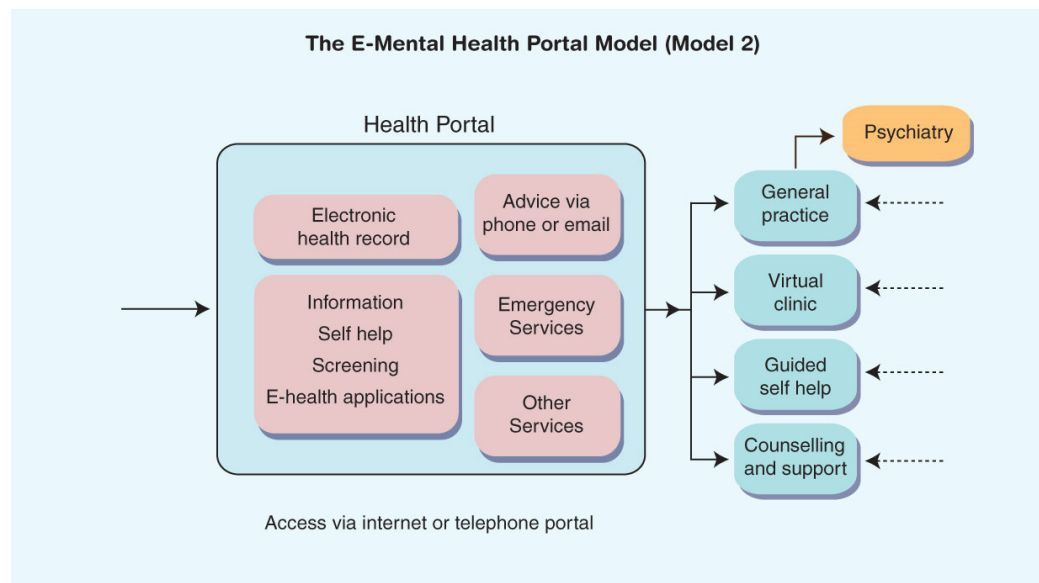 The E-Mental Health Portal Model (Model 2)
Health Portal
Electronic
health record
Information
Self help
Screening
E-health applications
Advice via
phone or email
Emergency
Services
Other
Services
Psychiatry
General
practice
Virtual
clinic
Guided
self help
Counselling
and support
Access via internet or telephone portal